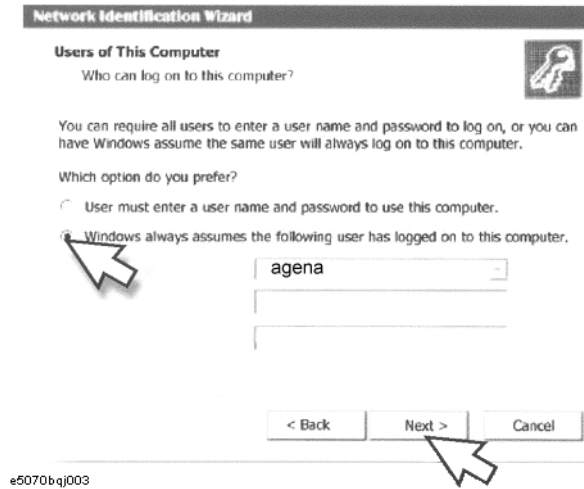 Network Identification Wizard
Users of This Computer
Who can log on to this computer?
You can require all users to enter a user name and password to log on, or you can
have Windows assume the same user will always log on to this computer.
Which option do you prefer?
User must enter a user name and password to use this computer.
Windows always assumes the following user has logged on to this computer.
agena
< Back Next > Cancel
e5070bqj003